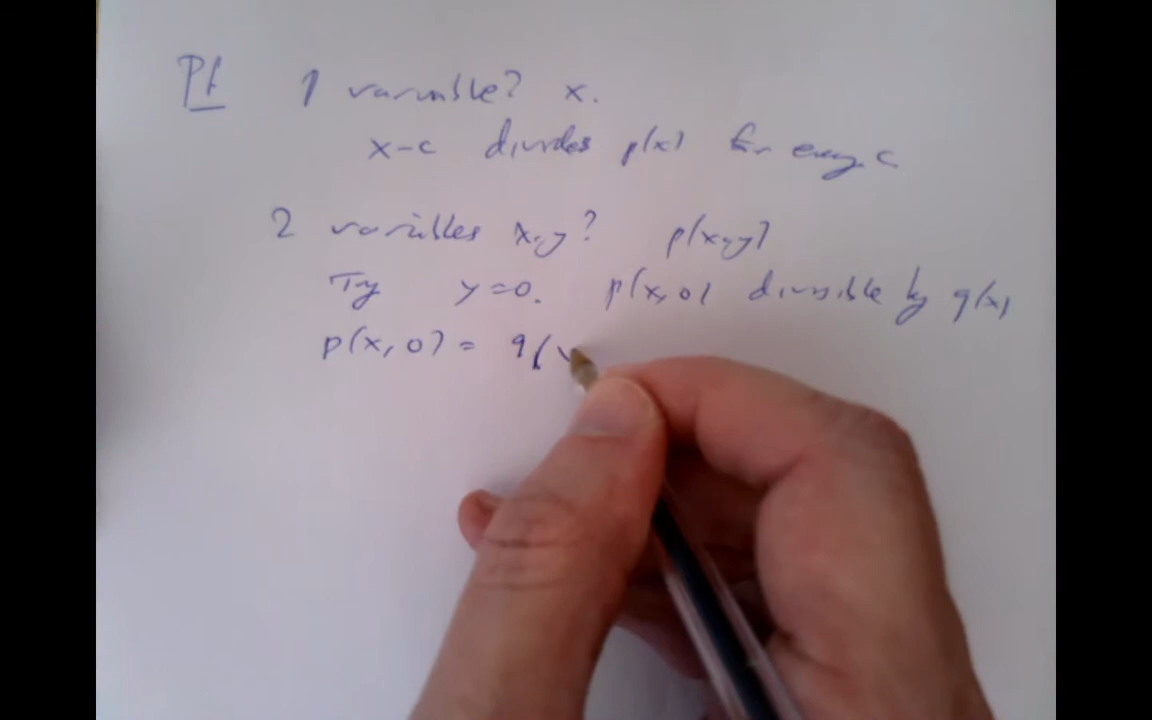 Pf 1 variable? x.
x-c divides p(x) for every c
2 variables x,y? p(x,y)
Try y=0. p(x,0) divisible by q(x)
p(x,0) = q(x